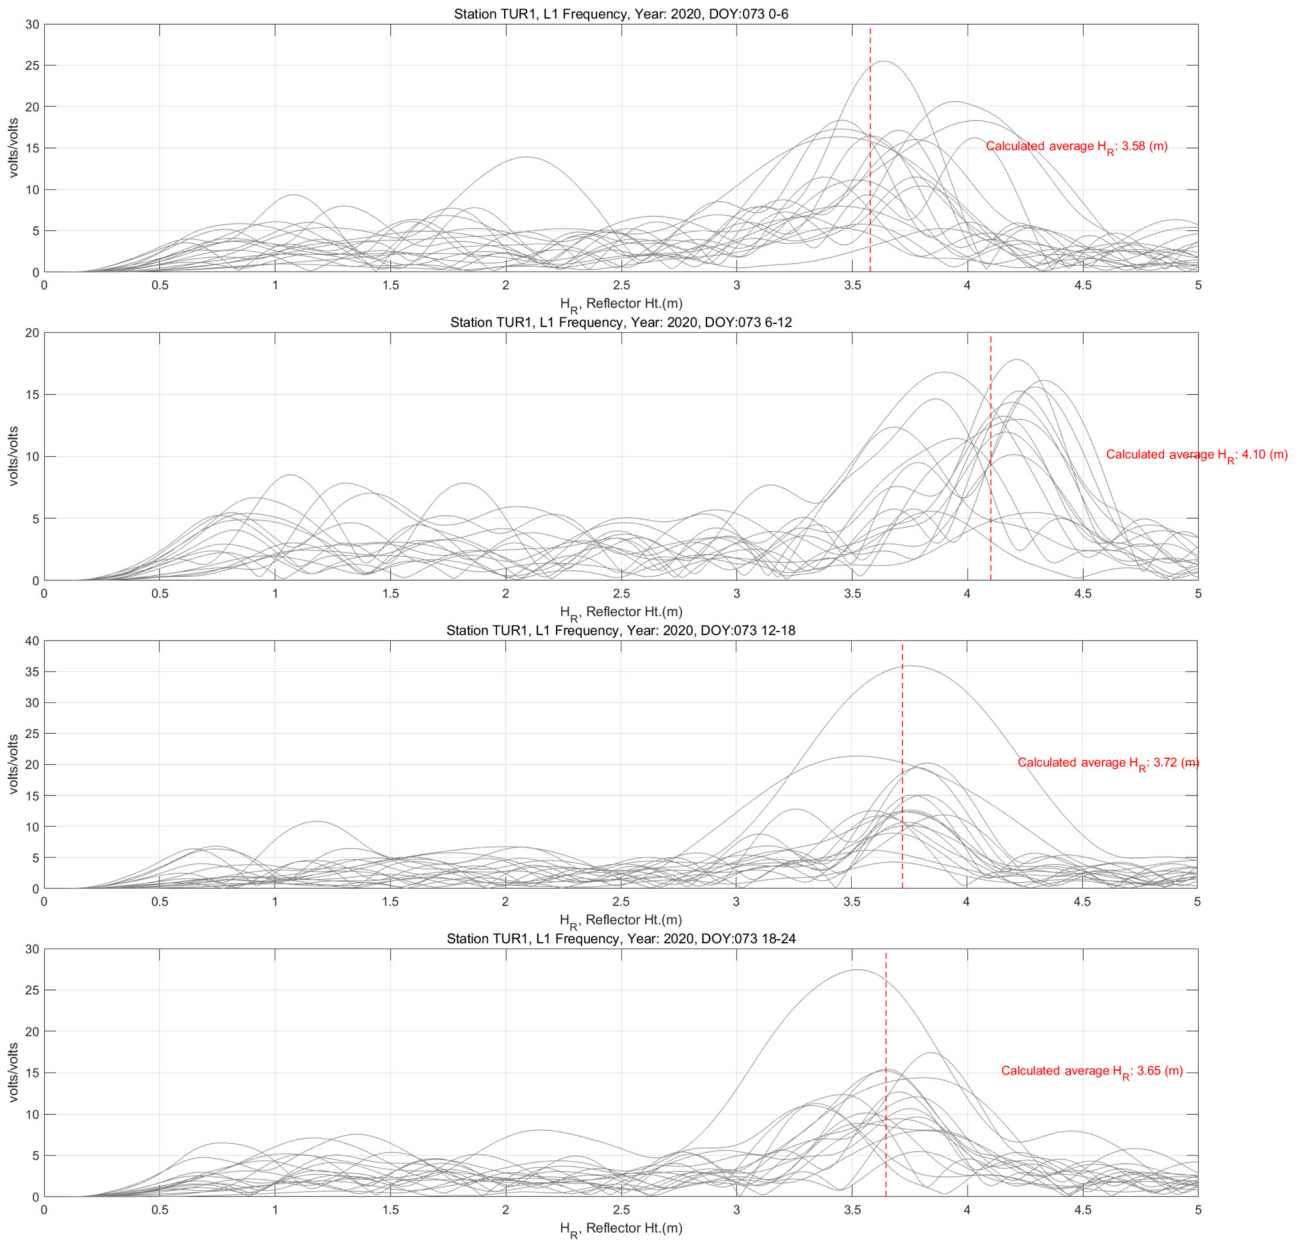 Station TUR1, L1 Frequency, Year: 2020, DOY:073 0-6
30
25
20
15
10
5
0
volts/volts
Calculated average H_R: 3.58 (m)
0 0.5 1 1.5 2 2.5 3 3.5 4 4.5 5
H_R, Reflector Ht.(m)
Station TUR1, L1 Frequency, Year: 2020, DOY:073 6-12
20
15
10
5
0
volts/volts
Calculated average H_R: 4.10 (m)
0 0.5 1 1.5 2 2.5 3 3.5 4 4.5 5
H_R, Reflector Ht.(m)
Station TUR1, L1 Frequency, Year: 2020, DOY:073 12-18
40
35
30
25
20
15
10
5
0
volts/volts
Calculated average H_R: 3.72 (m)
0 0.5 1 1.5 2 2.5 3 3.5 4 4.5 5
H_R, Reflector Ht.(m)
Station TUR1, L1 Frequency, Year: 2020, DOY:073 18-24
30
25
20
15
10
5
0
volts/volts
Calculated average H_R: 3.65 (m)
0 0.5 1 1.5 2 2.5 3 3.5 4 4.5 5
H_R, Reflector Ht.(m)